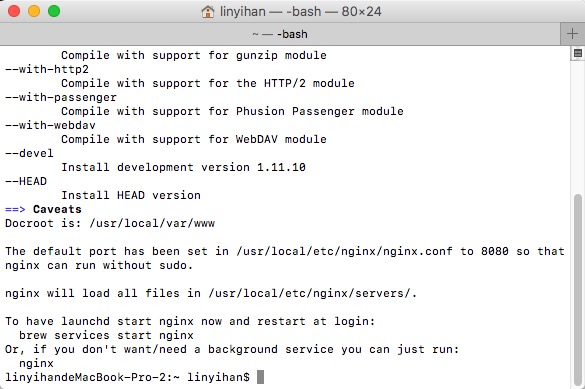 linyihan — -bash — 80×24
~ — -bash
Compile with support for gunzip module
--with-http2
Compile with support for the HTTP/2 module
--with-passenger
Compile with support for Phusion Passenger module
--with-webdav
Compile with support for WebDAV module
--devel
Install development version 1.11.10
--HEAD
Install HEAD version
==> Caveats
Docroot is: /usr/local/var/www

The default port has been set in /usr/local/etc/nginx/nginx.conf to 8080 so that
nginx can run without sudo.

nginx will load all files in /usr/local/etc/nginx/servers/.

To have launchd start nginx now and restart at login:
  brew services start nginx
Or, if you don't want/need a background service you can just run:
  nginx
linyihandeMacBook-Pro-2:~ linyihan$